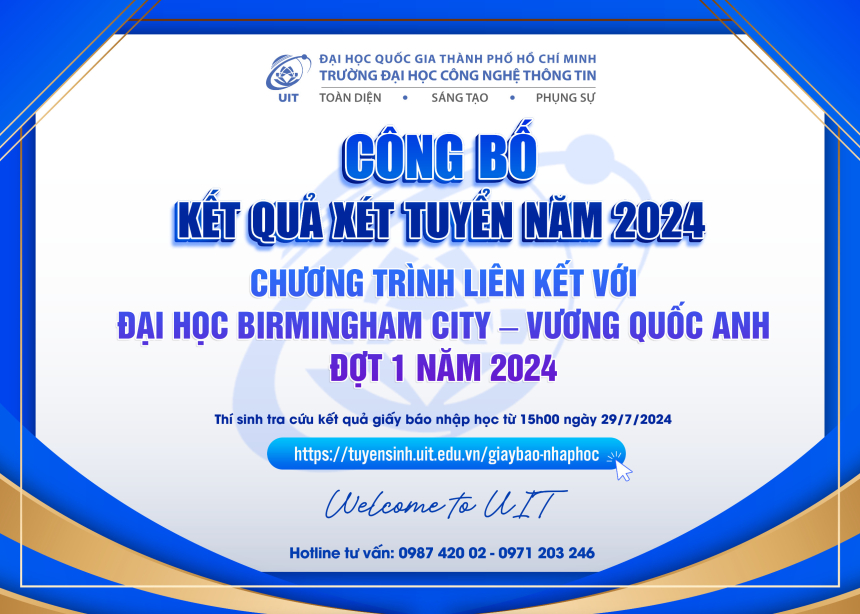 ĐẠI HỌC QUỐC GIA THÀNH PHỐ HỒ CHÍ MINH
TRƯỜNG ĐẠI HỌC CÔNG NGHỆ THÔNG TIN
UIT TOÀN DIỆN • SÁNG TẠO • PHỤNG SỰ
CÔNG BỐ
KẾT QUẢ XÉT TUYỂN NĂM 2024
CHƯƠNG TRÌNH LIÊN KẾT VỚI
ĐẠI HỌC BIRMINGHAM CITY – VƯƠNG QUỐC ANH
ĐỢT 1 NĂM 2024
Thí sinh tra cứu kết quả giấy báo nhập học từ 15h00 ngày 29/7/2024
https://tuyensinh.uit.edu.vn/giaybao-nhaphoc
Welcome to UIT
Hotline tư vấn: 0987 420 02 - 0971 203 246